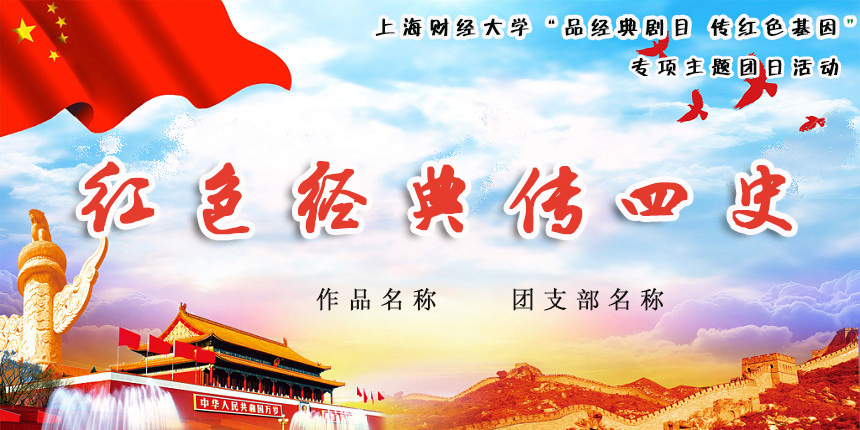 上海财经大学“品经典剧目 传红色基因”
专项主题团日活动
红色经典传四史
作品名称 团支部名称
中华人民共和国万岁